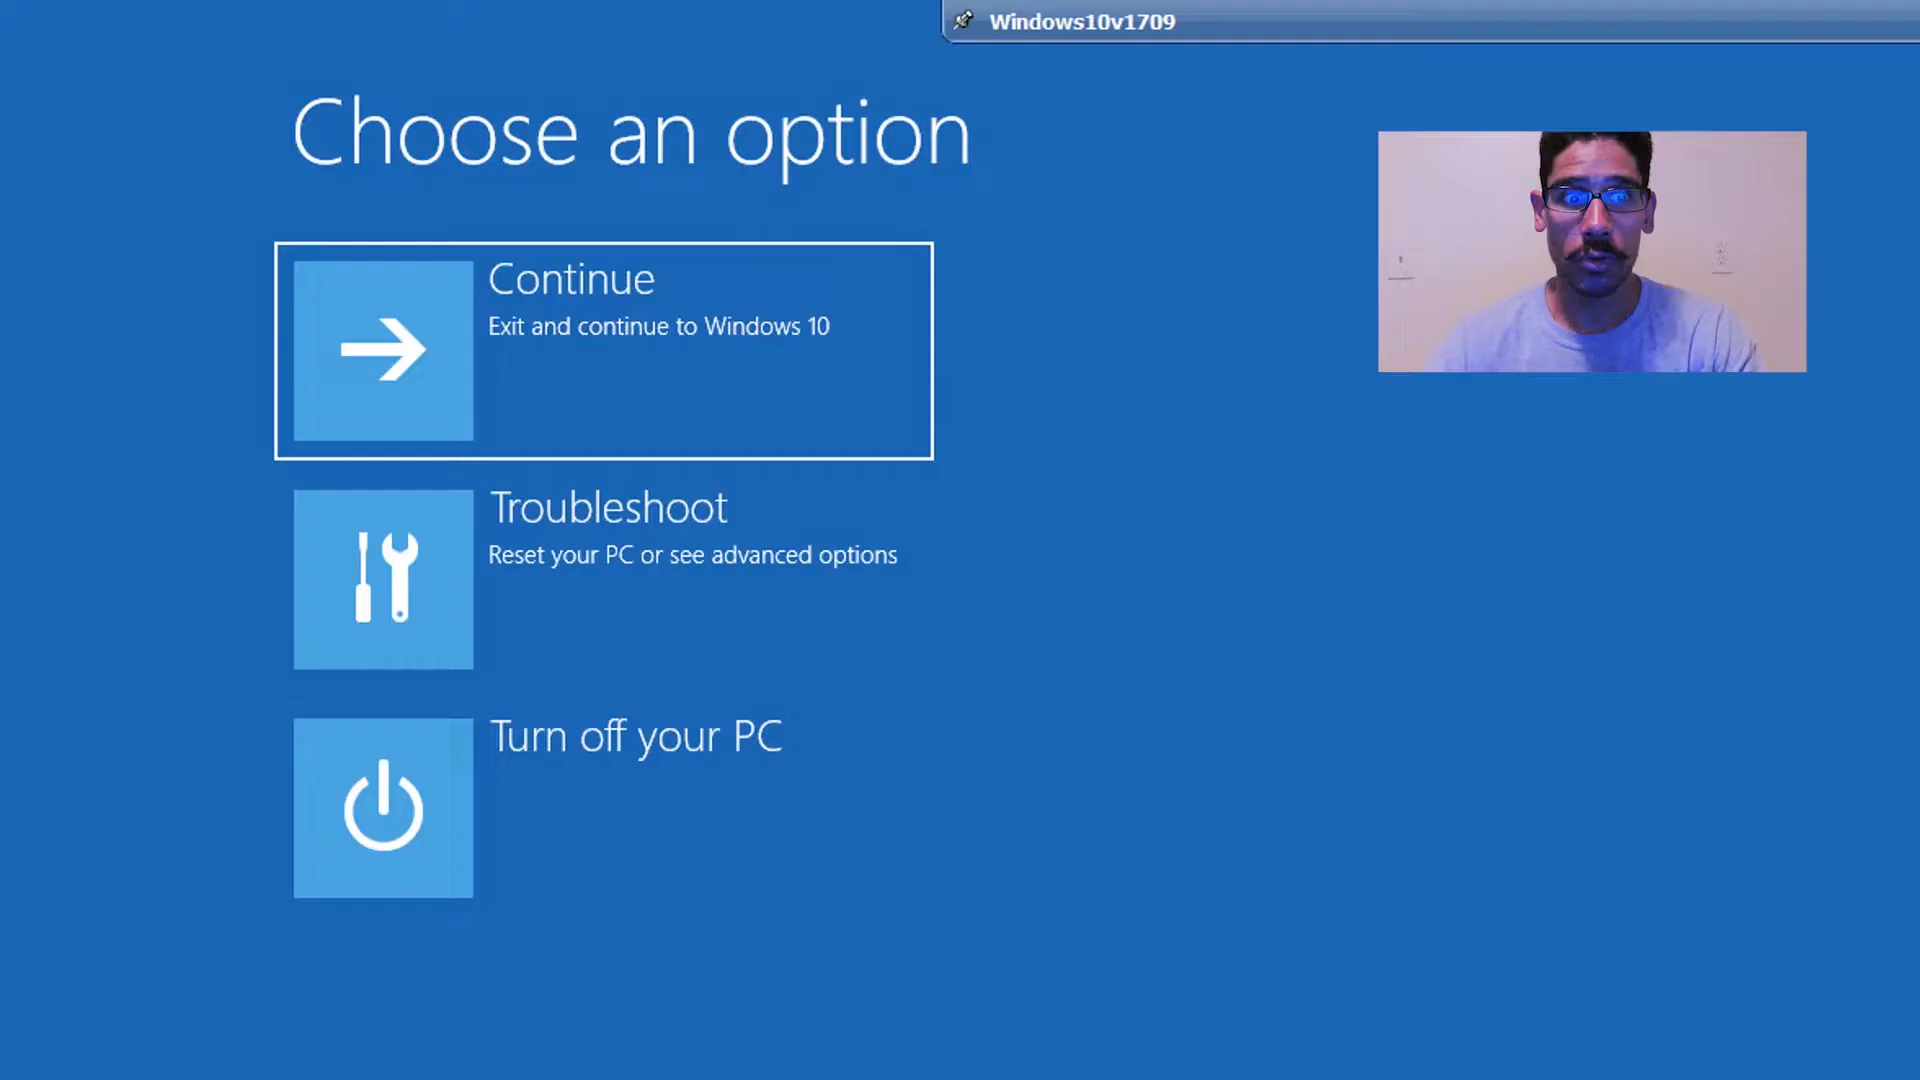 Windows10v1709
Choose an option
Continue
Exit and continue to Windows 10
Troubleshoot
Reset your PC or see advanced options
Turn off your PC